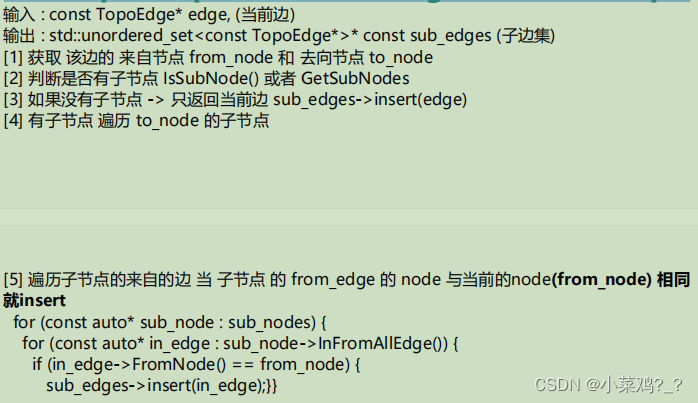 输入 : const TopoEdge* edge, (当前边)
输出 : std::unordered_set<const TopoEdge*>* const sub_edges (子边集)
[1] 获取 该边的 来自节点 from_node 和 去向节点 to_node
[2] 判断是否有子节点 IsSubNode() 或者 GetSubNodes
[3] 如果没有子节点 -> 只返回当前边 sub_edges->insert(edge)
[4] 有子节点 遍历 to_node 的子节点
[5] 遍历子节点的来自的边 当 子节点 的 from_edge 的 node 与当前的node(from_node) 相同
就insert
for (const auto* sub_node : sub_nodes) {
for (const auto* in_edge : sub_node->InFromAllEdge()) {
if (in_edge->FromNode() == from_node) {
sub_edges->insert(in_edge);}}
CSDN @小菜鸡?_?